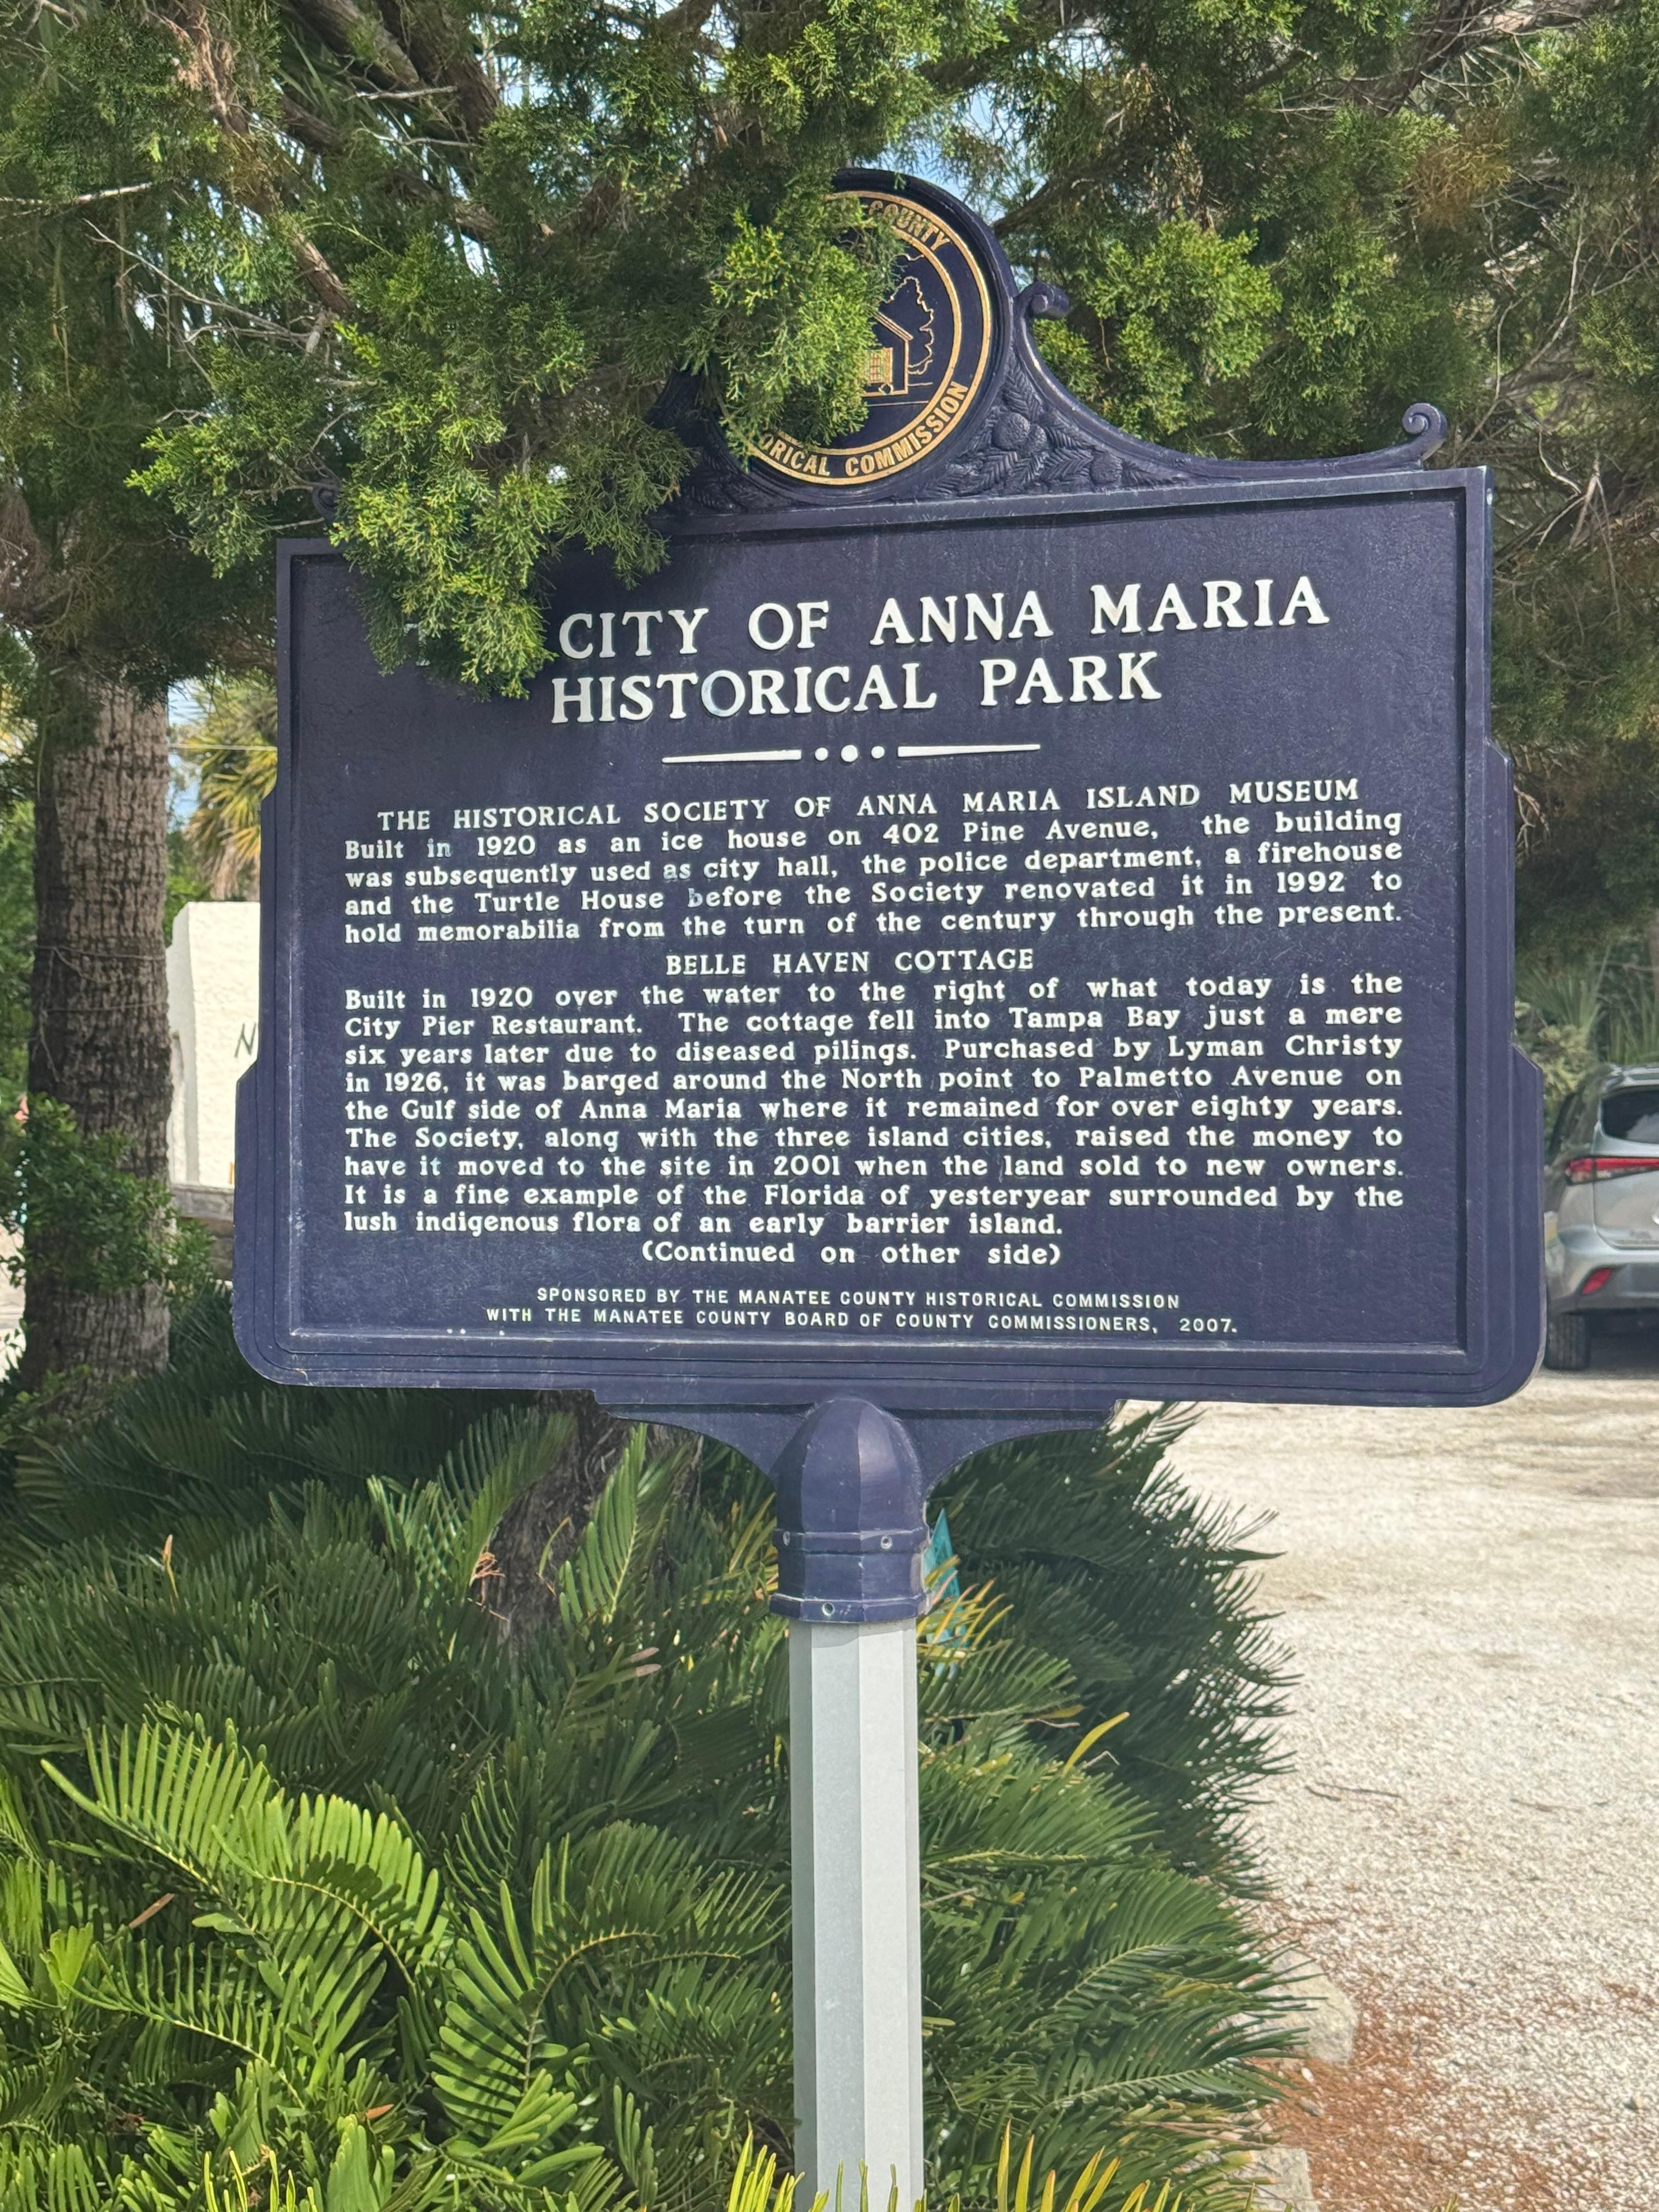 COUNTY
ORICAL COMMISSION
CITY OF ANNA MARIA
HISTORICAL PARK
THE HISTORICAL SOCIETY OF ANNA MARIA ISLAND MUSEUM
Built in 1920 as an ice house on 402 Pine Avenue, the building
was subsequently used as city hall, the police department, a firehouse
and the Turtle House before the Society renovated it in 1992 to
hold memorabilia from the turn of the century through the present.
BELLE HAVEN COTTAGE
Built in 1920 over the water to the right of what today is the
City Pier Restaurant. The cottage fell into Tampa Bay just a mere
six years later due to diseased pilings. Purchased by Lyman Christy
in 1926, it was barged around the North point to Palmetto Avenue on
the Gulf side of Anna Maria where it remained for over eighty years.
The Society, along with the three island cities, raised the money to
have it moved to the site in 2001 when the land sold to new owners.
It is a fine example of the Florida of yesteryear surrounded by the
lush indigenous flora of an early barrier island.
(Continued on other side)
SPONSORED BY THE MANATEE COUNTY HISTORICAL COMMISSION
WITH THE MANATEE COUNTY BOARD OF COUNTY COMMISSIONERS, 2007.